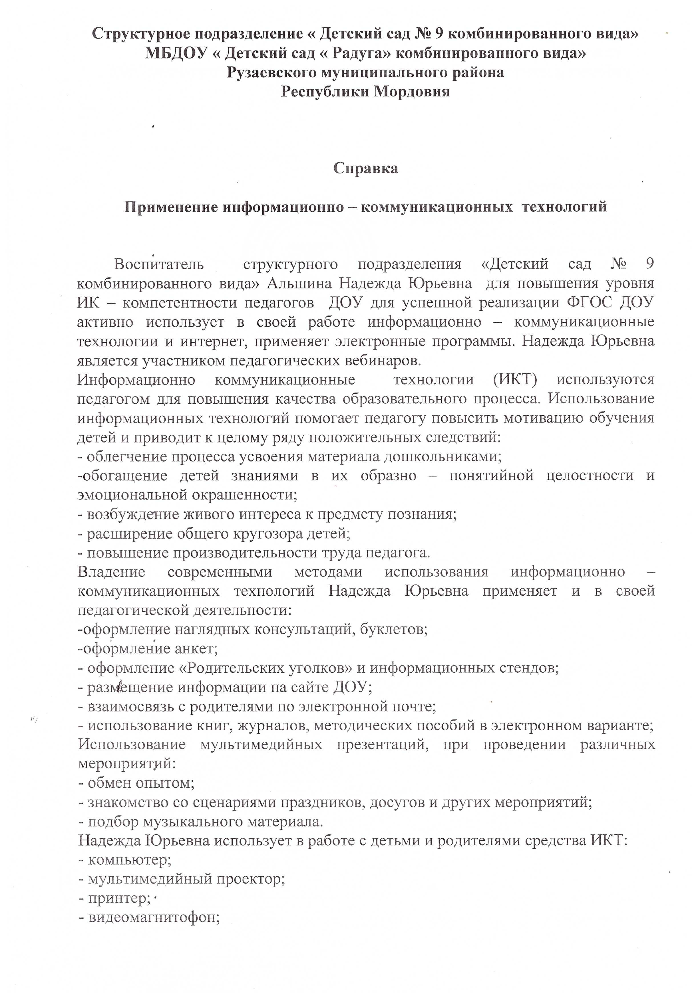 Структурное подразделение « Детский сад № 9 комбинированного вида»
МБДОУ « Детский сад « Радуга» комбинированного вида»
Рузаевского муниципального района
Республики Мордовия
Справка
Применение информационно – коммуникационных технологий
Воспитатель структурного подразделения «Детский сад № 9
комбинированного вида» Альшина Надежда Юрьевна для повышения уровня
ИК – компетентности педагогов ДОУ для успешной реализации ФГОС ДОУ
активно использует в своей работе информационно – коммуникационные
технологии и интернет, применяет электронные программы. Надежда Юрьевна
является участником педагогических вебинаров.
Информационно коммуникационные технологии (ИКТ) используются
педагогом для повышения качества образовательного процесса. Использование
информационных технологий помогает педагогу повысить мотивацию обучения
детей и приводит к целому ряду положительных следствий:
- облегчение процесса усвоения материала дошкольниками;
-обогащение детей знаниями в их образно – понятийной целостности и
эмоциональной окрашенности;
- возбуждение живого интереса к предмету познания;
- расширение общего кругозора детей;
- повышение производительности труда педагога.
Владение современными методами использования информационно –
коммуникационных технологий Надежда Юрьевна применяет и в своей
педагогической деятельности:
-оформление наглядных консультаций, буклетов;
-оформление анкет;
- оформление «Родительских уголков» и информационных стендов;
- размещение информации на сайте ДОУ;
- взаимосвязь с родителями по электронной почте;
- использование книг, журналов, методических пособий в электронном варианте;
Использование мультимедийных презентаций, при проведении различных
мероприятий:
- обмен опытом;
- знакомство со сценариями праздников, досугов и других мероприятий;
- подбор музыкального материала.
Надежда Юрьевна использует в работе с детьми и родителями средства ИКТ:
- компьютер;
- мультимедийный проектор;
- принтер;
- видеомагнитофон;